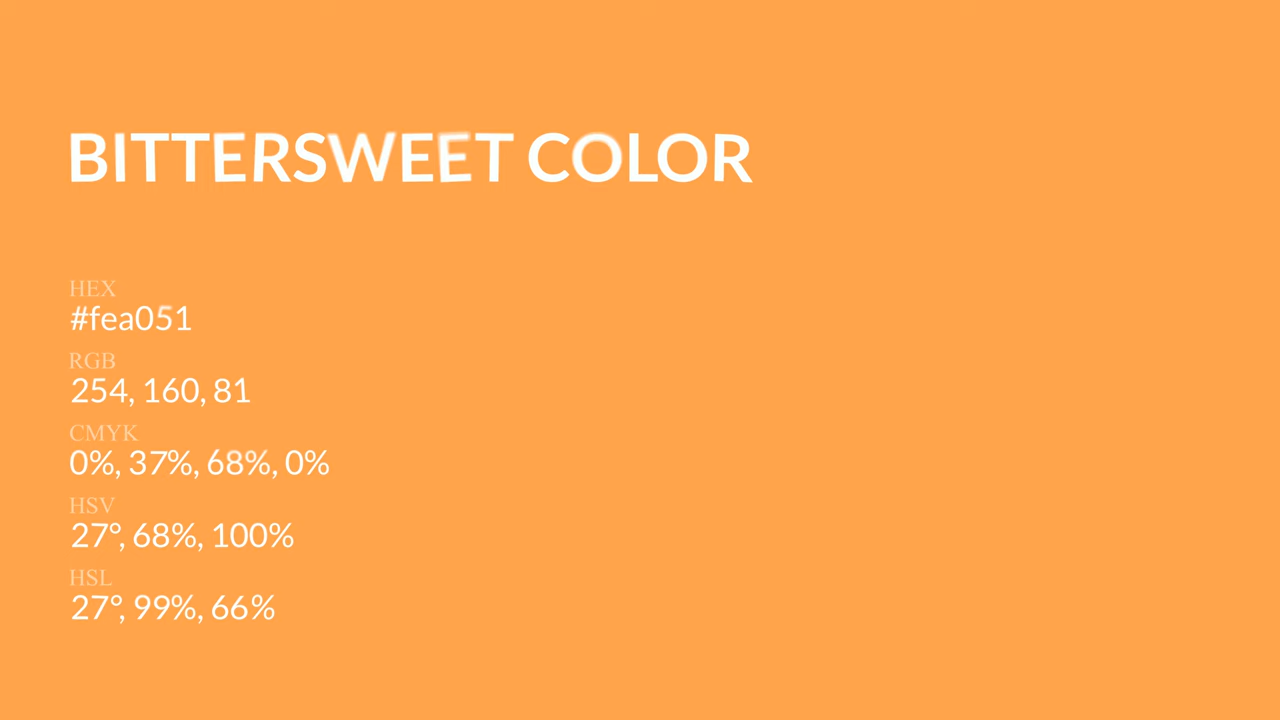 BITTERSWEET COLOR
HEX
#fea051
RGB
254, 160, 81
CMYK
0%, 37%, 68%, 0%
HSV
27°, 68%, 100%
HSL
27°, 99%, 66%